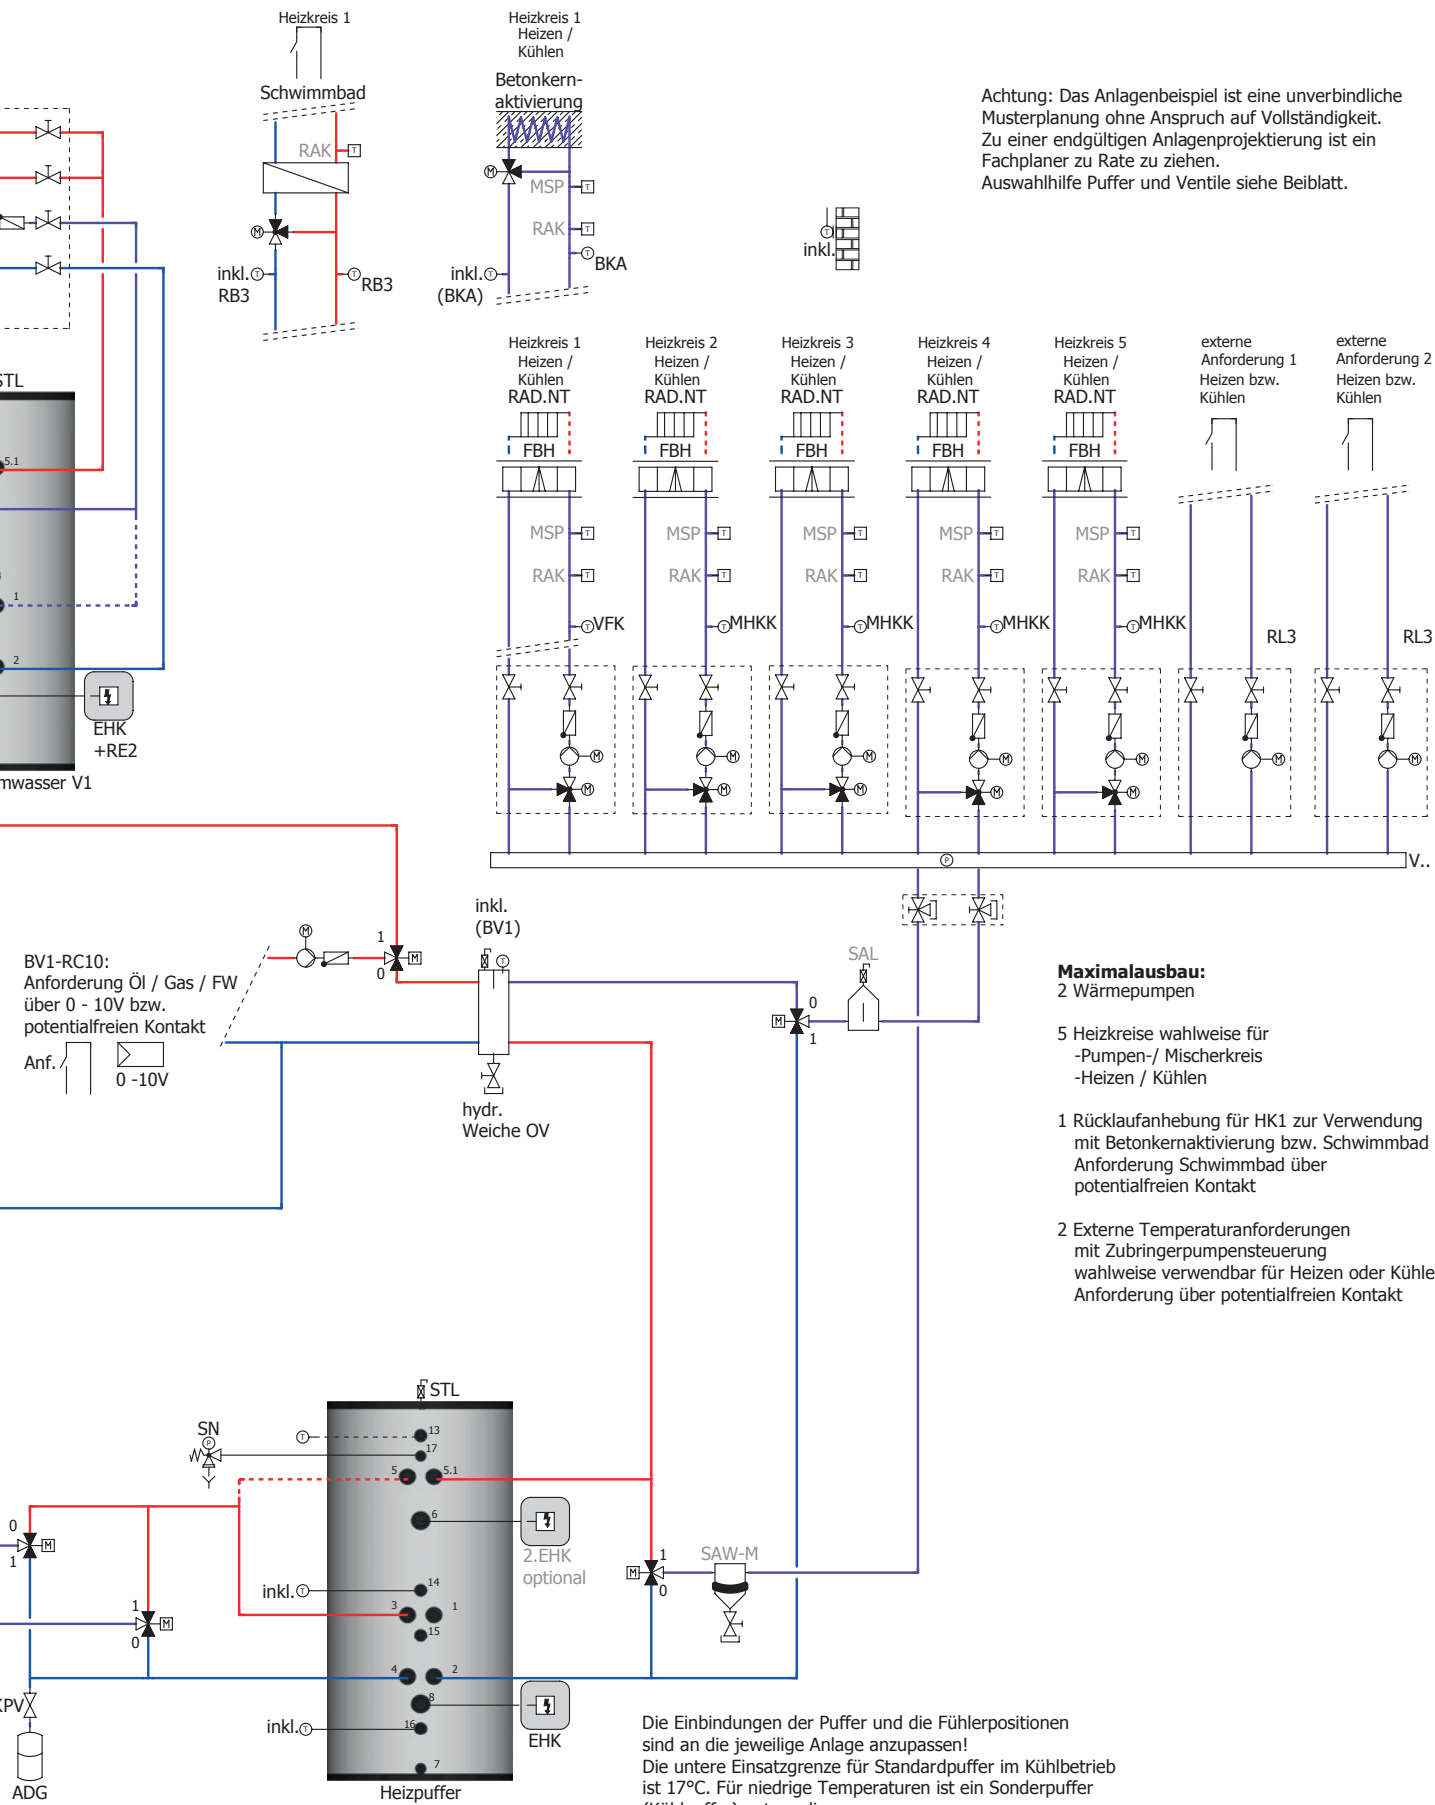 Heizkreis 1
Schwimmbad
RAK
T
M
inkl.
T
RB3
T
RB3
Heizkreis 1
Heizen /
Kühlen
Betonkern-
aktivierung
M
MSP
T
RAK
T
T
BKA
inkl.
T
(BKA)
Achtung: Das Anlagenbeispiel ist eine unverbindliche
Musterplanung ohne Anspruch auf Vollständigkeit.
Zu einer endgültigen Anlagenprojektierung ist ein
Fachplaner zu Rate zu ziehen.
Auswahlhilfe Puffer und Ventile siehe Beiblatt.
T
inkl.
STL
5.1
1
2
EHK
+RE2
mwasser V1
Heizkreis 1
Heizen /
Kühlen
RAD.NT
FBH
MSP
T
RAK
T
T
VFK
M
M
Heizkreis 2
Heizen /
Kühlen
RAD.NT
FBH
MSP
T
RAK
T
T
MHKK
M
M
Heizkreis 3
Heizen /
Kühlen
RAD.NT
FBH
MSP
T
RAK
T
T
MHKK
M
M
Heizkreis 4
Heizen /
Kühlen
RAD.NT
FBH
MSP
T
RAK
T
T
MHKK
M
M
Heizkreis 5
Heizen /
Kühlen
RAD.NT
FBH
MSP
T
RAK
T
T
MHKK
M
M
externe
Anforderung 1
Heizen bzw.
Kühlen
RL3
M
externe
Anforderung 2
Heizen bzw.
Kühlen
RL3
M
P
V..
BV1-RC10:
Anforderung Öl / Gas / FW
über 0 - 10V bzw.
potentialfreien Kontakt
Anf.
0 -10V
M
1
M
0
inkl.
(BV1)
T
hydr.
Weiche OV
0
M
1
SAL
Maximalausbau:
2 Wärmepumpen
5 Heizkreise wahlweise für
-Pumpen-/ Mischerkreis
-Heizen / Kühlen
1 Rücklaufanhebung für HK1 zur Verwendung
mit Betonkernaktivierung bzw. Schwimmbad
Anforderung Schwimmbad über
potentialfreien Kontakt
2 Externe Temperaturanforderungen
mit Zubringerpumpensteuerung
wahlweise verwendbar für Heizen oder Kühle
Anforderung über potentialfreien Kontakt
STL
SN
P
T
13
17
5
5.1
6
2.EHK
optional
inkl.
T
14
3
1
15
4
2
8
16
inkl.
T
7
EHK
Heizpuffer
0
M
1
1
M
0
KPV
ADG
M
1
0
SAW-M
Die Einbindungen der Puffer und die Fühlerpositionen
sind an die jeweilige Anlage anzupassen!
Die untere Einsatzgrenze für Standardpuffer im Kühlbetrieb
ist 17°C. Für niedrige Temperaturen ist ein Sonderpuffer